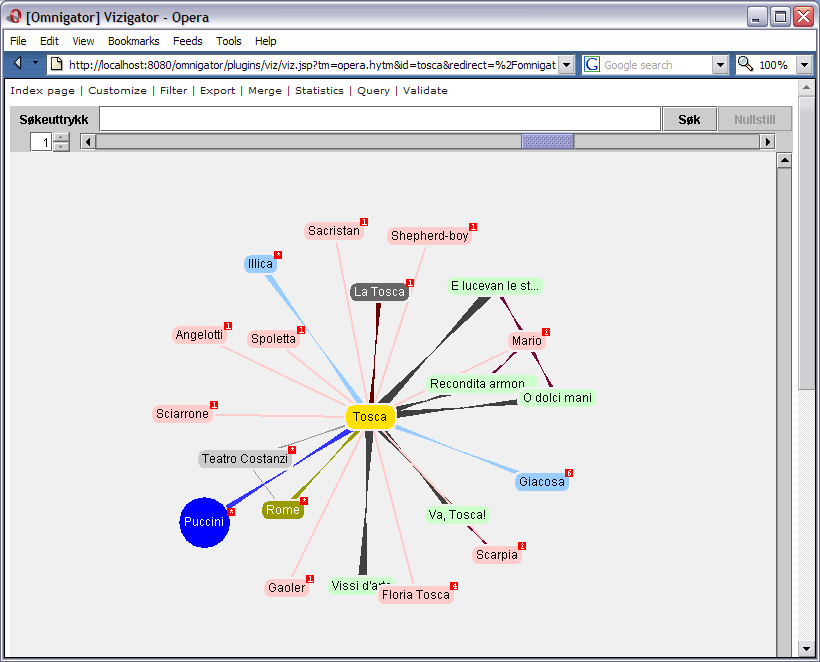 [Omnigator] Vizigator - Opera
File Edit View Bookmarks Feeds Tools Help
http://localhost:8080/omnigator/plugins/viz/viz.jsp?tm=opera.hytm&id=tosca&redirect=%2Fomnigat
Google search
100%
Index page | Customize | Filter | Export | Merge | Statistics | Query | Validate
Søkeuttrykk
Søk
Nullstill
1
Sacristan 1
Shepherd-boy 1
Illica *
La Tosca 1
E lucevan le st...
Angelotti 1
Spoletta 1
Mario 2
Recondita armon
O dolci mani
Sciarrone 1
Tosca
Teatro Costanzi *
Giacosa 6
Puccini *
Rome *
Va, Tosca!
Scarpia 2
Gaoler 1
Vissi d'arte
Floria Tosca 4